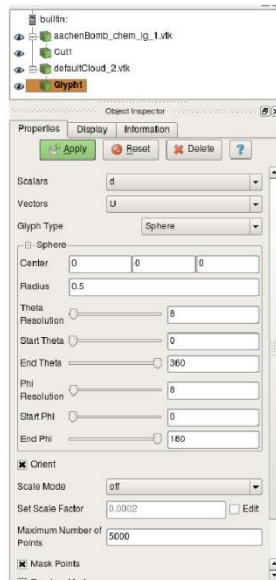 builtin:
aachenBomb_chem_ig_1.vtk
Cut1
defaultCloud_2.vtk
Glyph1
Object Inspector
Properties Display Information
Apply Reset Delete ?
Scalars d
Vectors U
Glyph Type Sphere
Sphere
Center 0 0 0
Radius 0.5
Theta
Resolution 8
Start Theta 0
End Theta 360
Phi
Resolution 8
Start Phi 0
End Phi 180
Orient
Scale Mode off
Set Scale Factor 0.0002 Edit
Maximum Number of
Points 5000
Mask Points